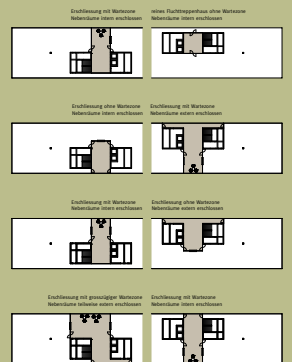 Erschliessung mit Wartezone
Nebenräume intern erschlossen
reines Fluchttreppenhaus ohne Wartezone
Nebenräume intern erschlossen
Erschliessung ohne Wartezone
Nebenräume intern erschlossen
Erschliessung mit Wartezone
Nebenräume extern erschlossen
Erschliessung mit Wartezone
Nebenräume intern erschlossen
Erschliessung ohne Wartezone
Nebenräume extern erschlossen
Erschliessung mit grosszügiger Wartezone
Nebenräume teilweise extern erschlossen
Erschliessung mit Wartezone
Nebenräume intern erschlossen